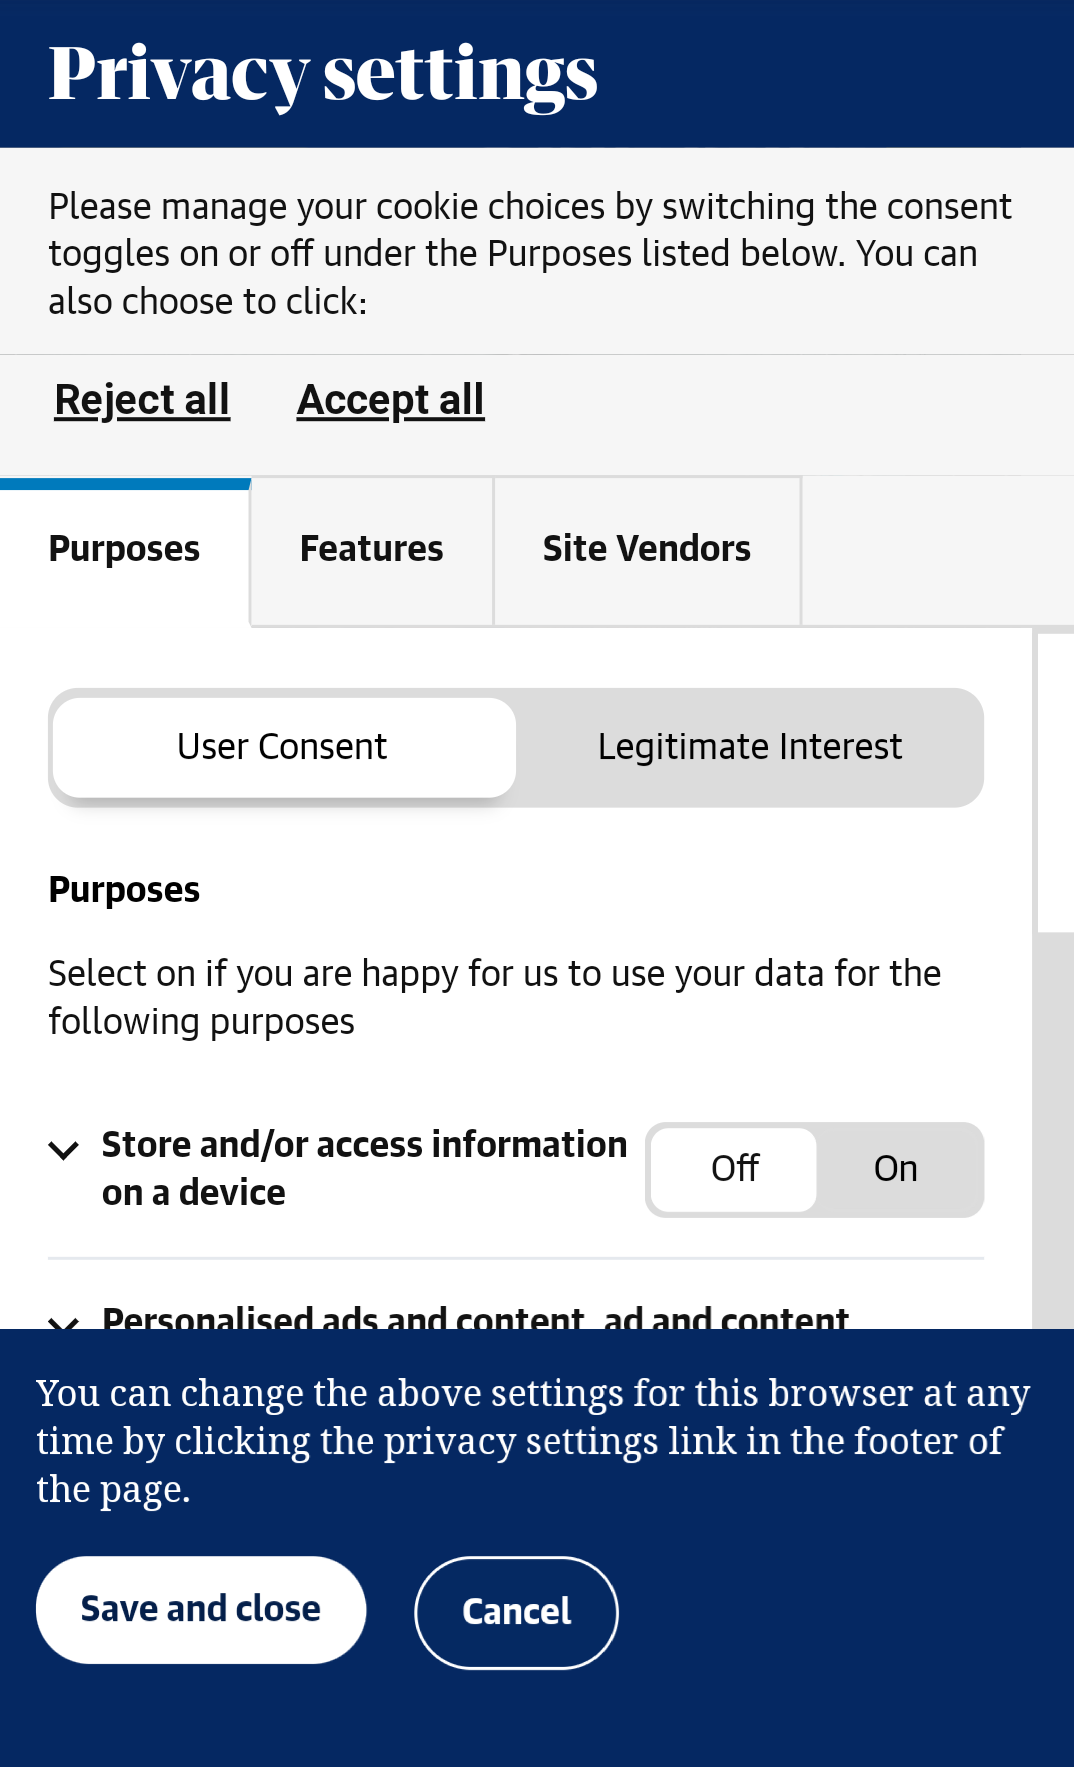 Privacy settings
Please manage your cookie choices by switching the consent
toggles on or off under the Purposes listed below. You can
also choose to click:
Reject all Accept all
Purposes Features Site Vendors
User Consent Legitimate Interest
Purposes
Select on if you are happy for us to use your data for the
following purposes
Store and/or access information
on a device
Off On
Personalised ads and content, ad and content
You can change the above settings for this browser at any
time by clicking the privacy settings link in the footer of
the page.
Save and close Cancel